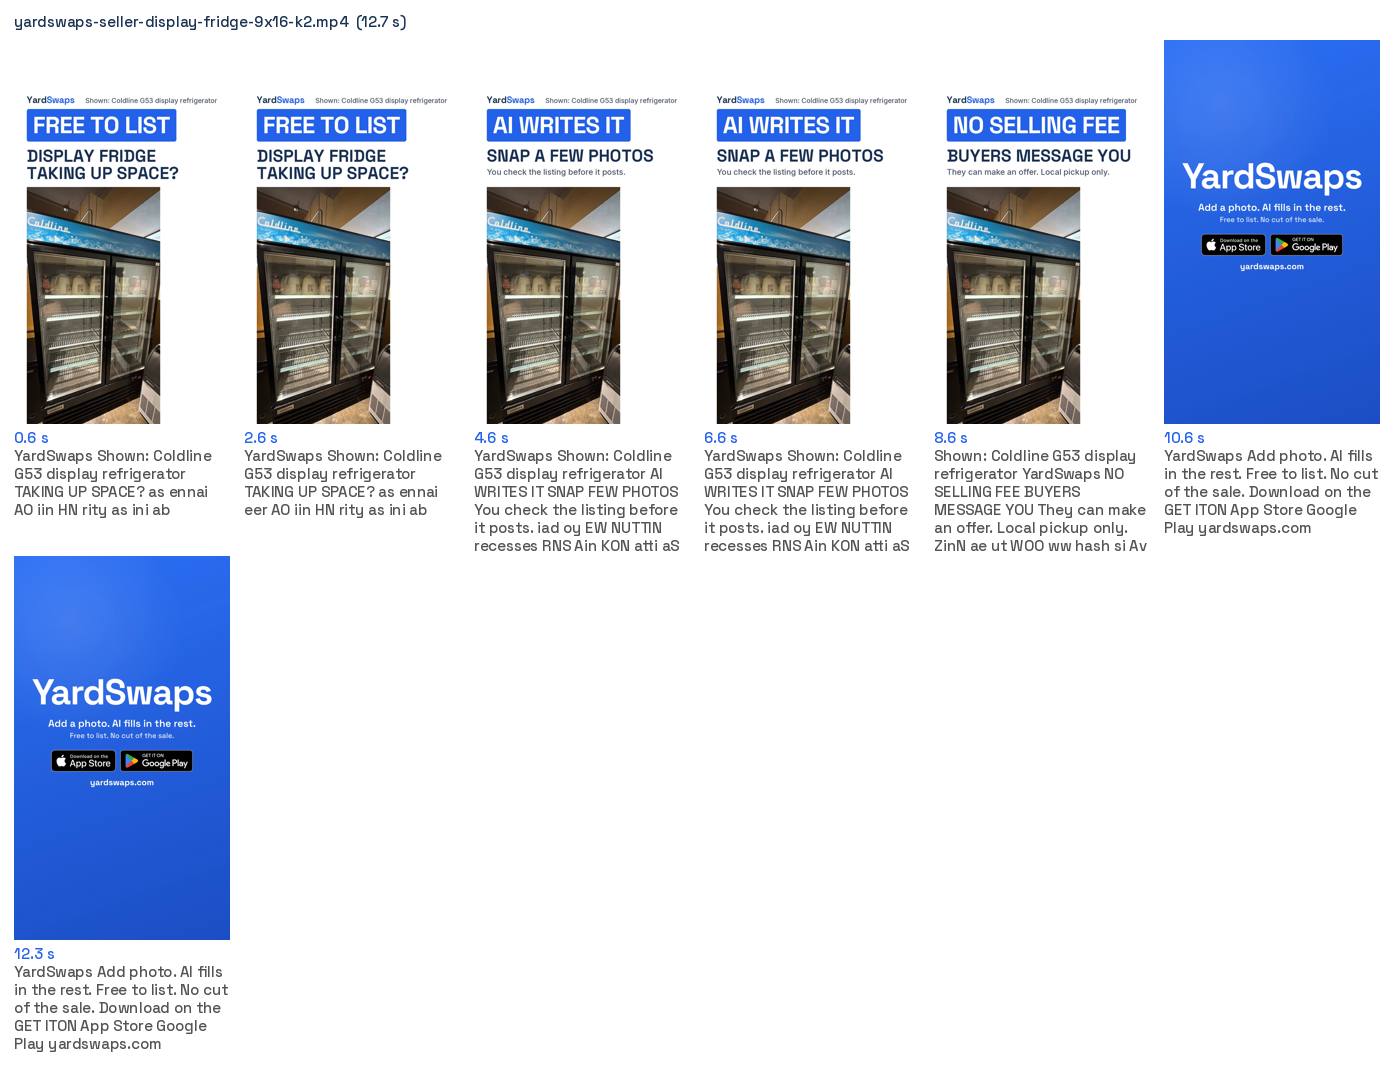 yardswaps-seller-display-fridge-9x16-k2.mp4 (12.7 s)
YardSwaps Shown: Coldline G53 display refrigerator
FREE TO LIST
DISPLAY FRIDGE
TAKING UP SPACE?
Coldline
0.6 s
YardSwaps Shown: Coldline
G53 display refrigerator
TAKING UP SPACE? as ennai
AO iin HN rity as ini ab
YardSwaps Shown: Coldline G53 display refrigerator
FREE TO LIST
DISPLAY FRIDGE
TAKING UP SPACE?
Coldline
2.6 s
YardSwaps Shown: Coldline
G53 display refrigerator
TAKING UP SPACE? as ennai
eer AO iin HN rity as ini ab
YardSwaps Shown: Coldline G53 display refrigerator
AI WRITES IT
SNAP A FEW PHOTOS
You check the listing before it posts.
Coldline
4.6 s
YardSwaps Shown: Coldline
G53 display refrigerator AI
WRITES IT SNAP FEW PHOTOS
You check the listing before
it posts. iad oy EW NUTTIN
recesses RNS Ain KON atti aS
YardSwaps Shown: Coldline G53 display refrigerator
AI WRITES IT
SNAP A FEW PHOTOS
You check the listing before it posts.
Coldline
6.6 s
YardSwaps Shown: Coldline
G53 display refrigerator AI
WRITES IT SNAP FEW PHOTOS
You check the listing before
it posts. iad oy EW NUTTIN
recesses RNS Ain KON atti aS
YardSwaps Shown: Coldline G53 display refrigerator
NO SELLING FEE
BUYERS MESSAGE YOU
They can make an offer. Local pickup only.
Coldline
8.6 s
Shown: Coldline G53 display
refrigerator YardSwaps NO
SELLING FEE BUYERS
MESSAGE YOU They can make
an offer. Local pickup only.
ZinN ae ut WOO ww hash si Av
YardSwaps
Add a photo. AI fills in the rest.
Free to list. No cut of the sale.
Download on the App Store
GET IT ON Google Play
yardswaps.com
10.6 s
YardSwaps Add photo. AI fills
in the rest. Free to list. No cut
of the sale. Download on the
GET ITON App Store Google
Play yardswaps.com
YardSwaps
Add a photo. AI fills in the rest.
Free to list. No cut of the sale.
Download on the App Store
GET IT ON Google Play
yardswaps.com
12.3 s
YardSwaps Add photo. AI fills
in the rest. Free to list. No cut
of the sale. Download on the
GET ITON App Store Google
Play yardswaps.com